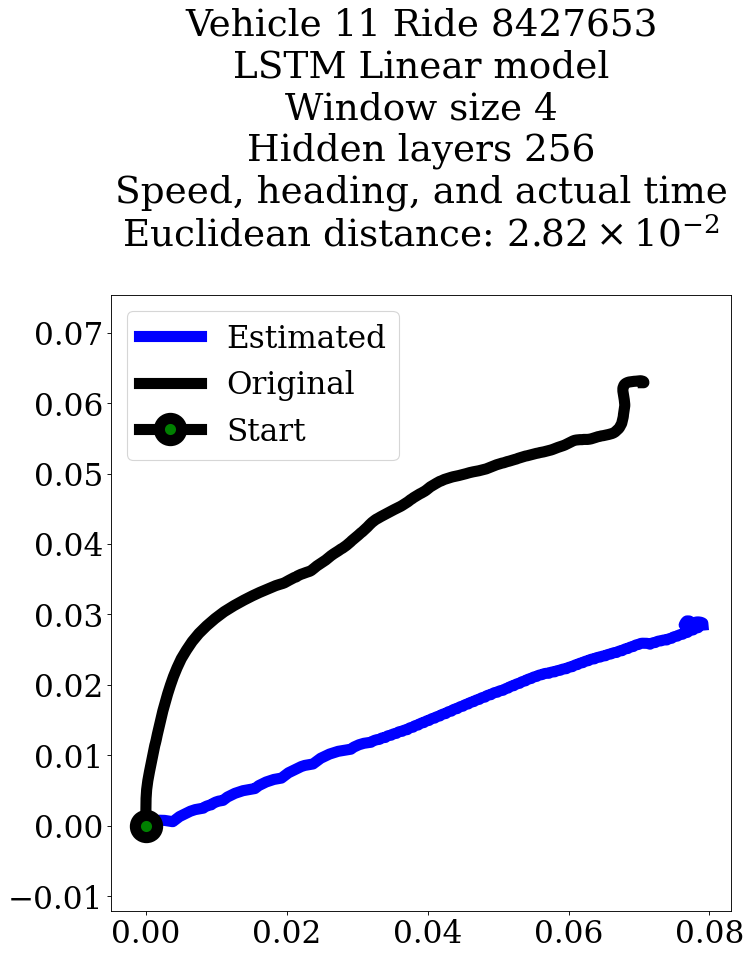 Vehicle 11 Ride 8427653
LSTM Linear model
Window size 4
Hidden layers 256
Speed, heading, and actual time
Euclidean distance: 2.82 × 10⁻²
Estimated
Original
Start
0.07
0.06
0.05
0.04
0.03
0.02
0.01
0.00
−0.01
0.00 0.02 0.04 0.06 0.08